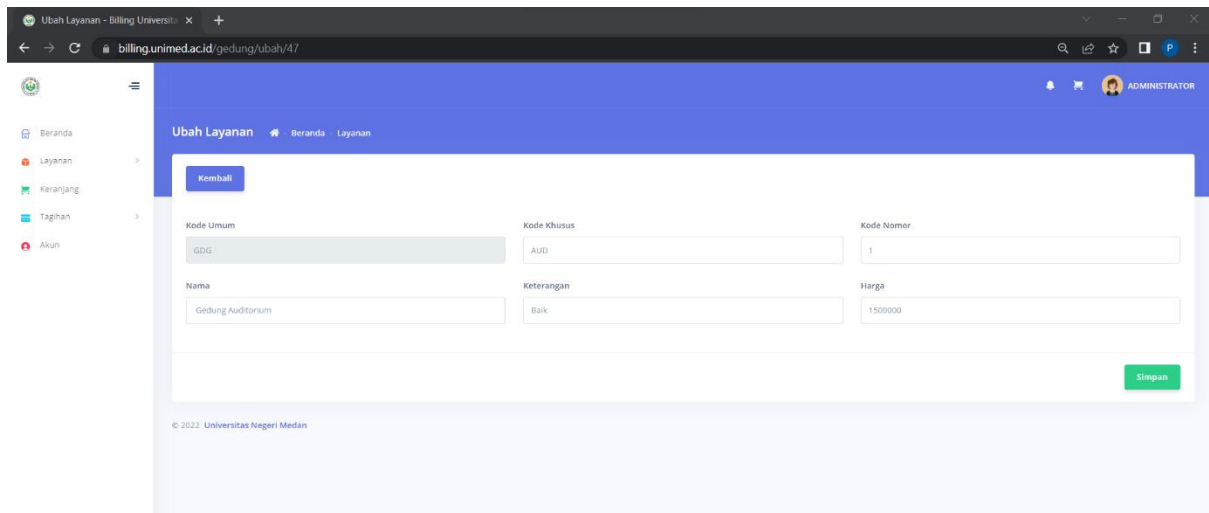 Ubah Layanan - Billing Universita
billing.unimed.ac.id/gedung/ubah/47
P
ADMINISTRATOR
Beranda
Layanan
Keranjang
Tagihan
Akun
Ubah Layanan Beranda - Layanan
Kembali
Kode Umum Kode Khusus Kode Nomor
GDG AUD 1
Nama Keterangan Harga
Gedung Auditorium Baik 1500000
Simpan
© 2022 Universitas Negeri Medan